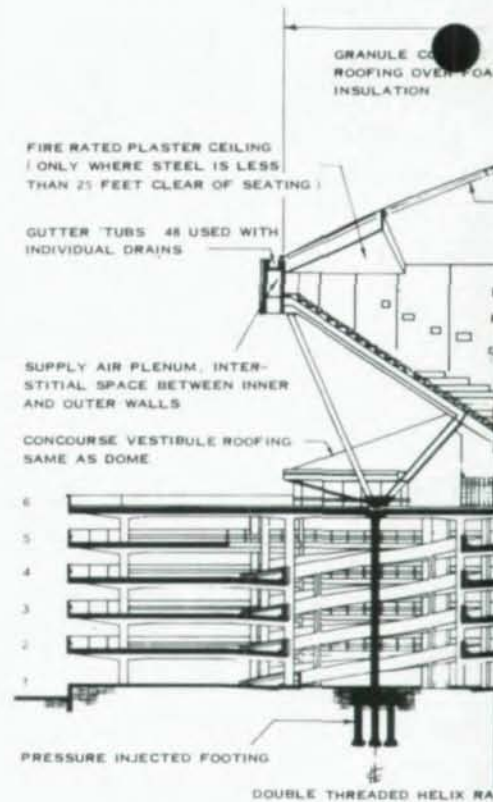 GRANULE CO
ROOFING OVER FOA
INSULATION
FIRE RATED PLASTER CEILING
( ONLY WHERE STEEL IS LESS
THAN 25 FEET CLEAR OF SEATING )
GUTTER TUBS 48 USED WITH
INDIVIDUAL DRAINS
SUPPLY AIR PLENUM, INTER-
STITIAL SPACE BETWEEN INNER
AND OUTER WALLS
CONCOURSE VESTIBULE ROOFING
SAME AS DOME
6
5
4
3
2
1
PRESSURE INJECTED FOOTING
DOUBLE THREADED HELIX RA